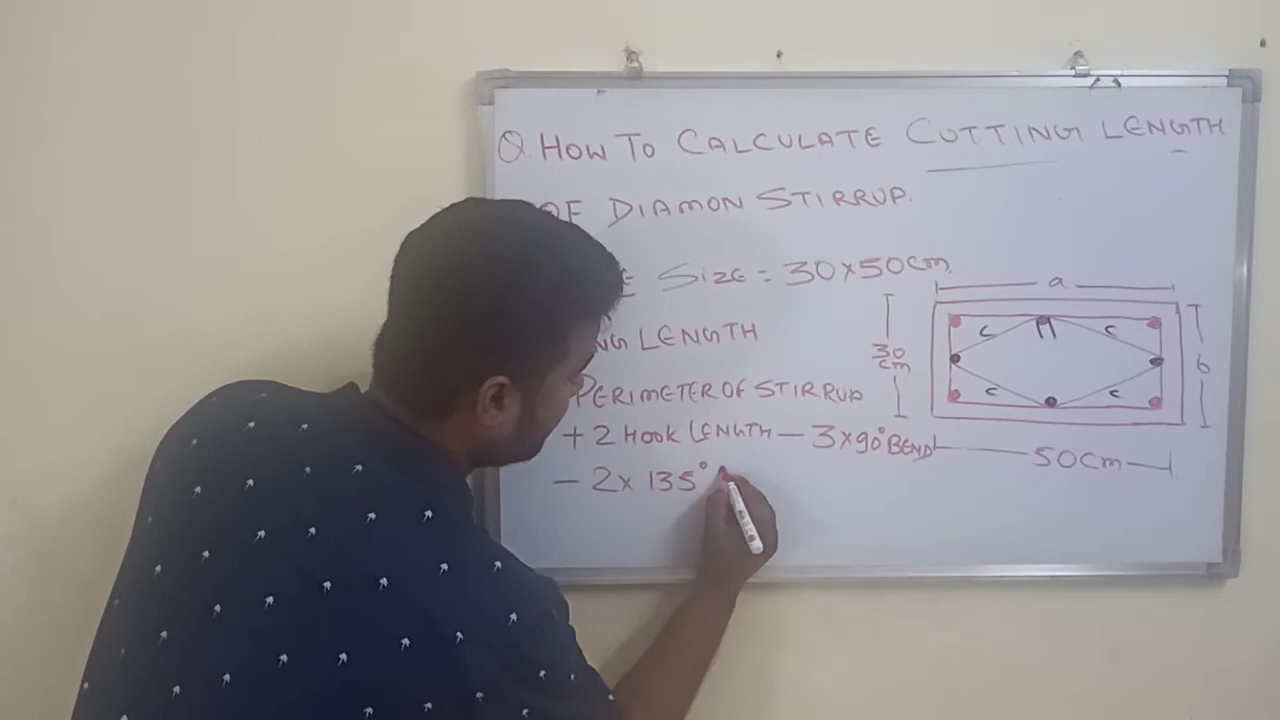 Q HOW TO CALCULATE CUTTING LENGTH
OF DIAMON STIRRUP.
SIZE = 30X50cm
NG LENGTH
PERIMETER OF STIRRUP
+ 2 HOOK LENGTH - 3X90° BEND
- 2X 135°
a
30
cm
c c
c c
b
50cm